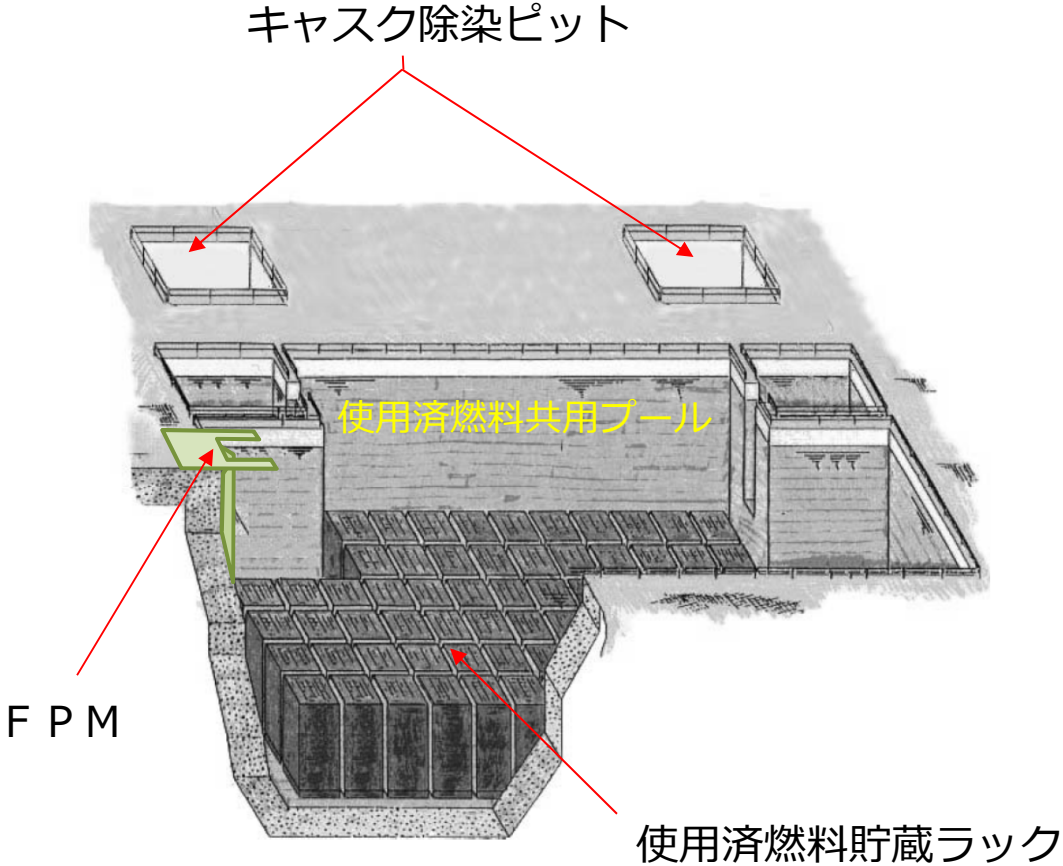 キャスク除染ピット
使用済燃料共用プール
ＦＰＭ
使用済燃料貯蔵ラック